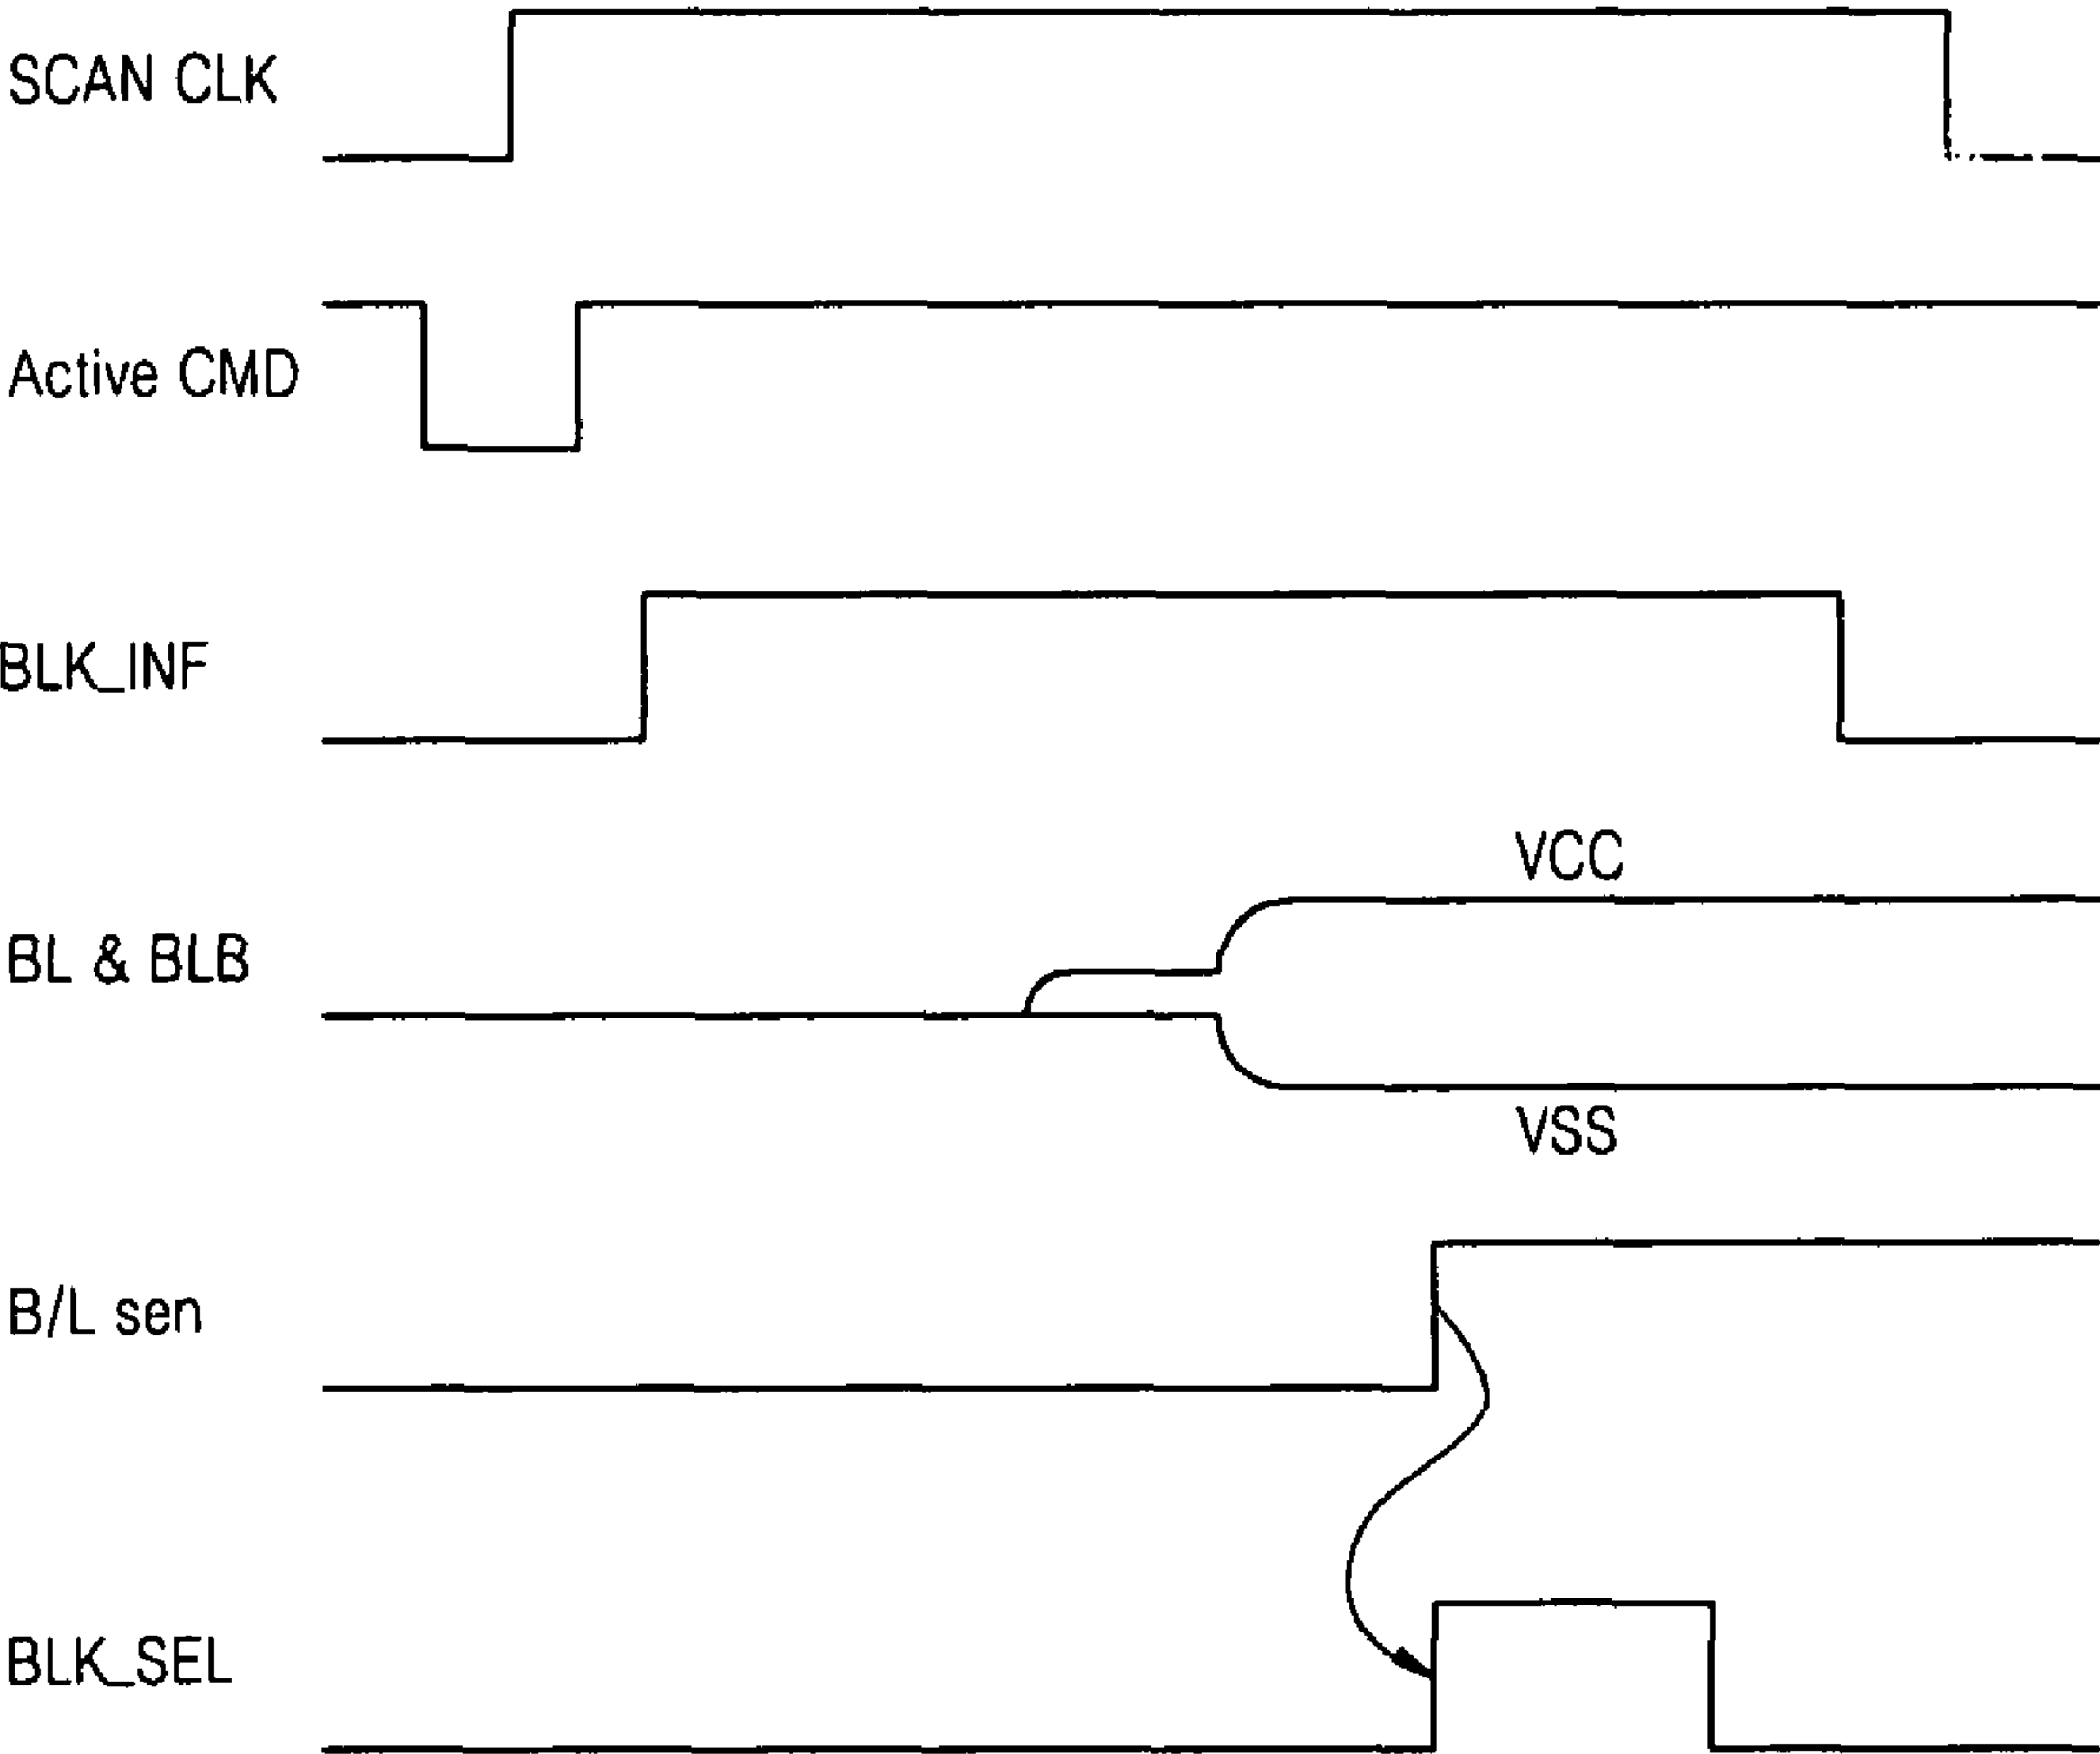 SCAN CLK
Active CMD
BLK_INF
VCC
BL & BLB
VSS
B/L sen
BLK_SEL